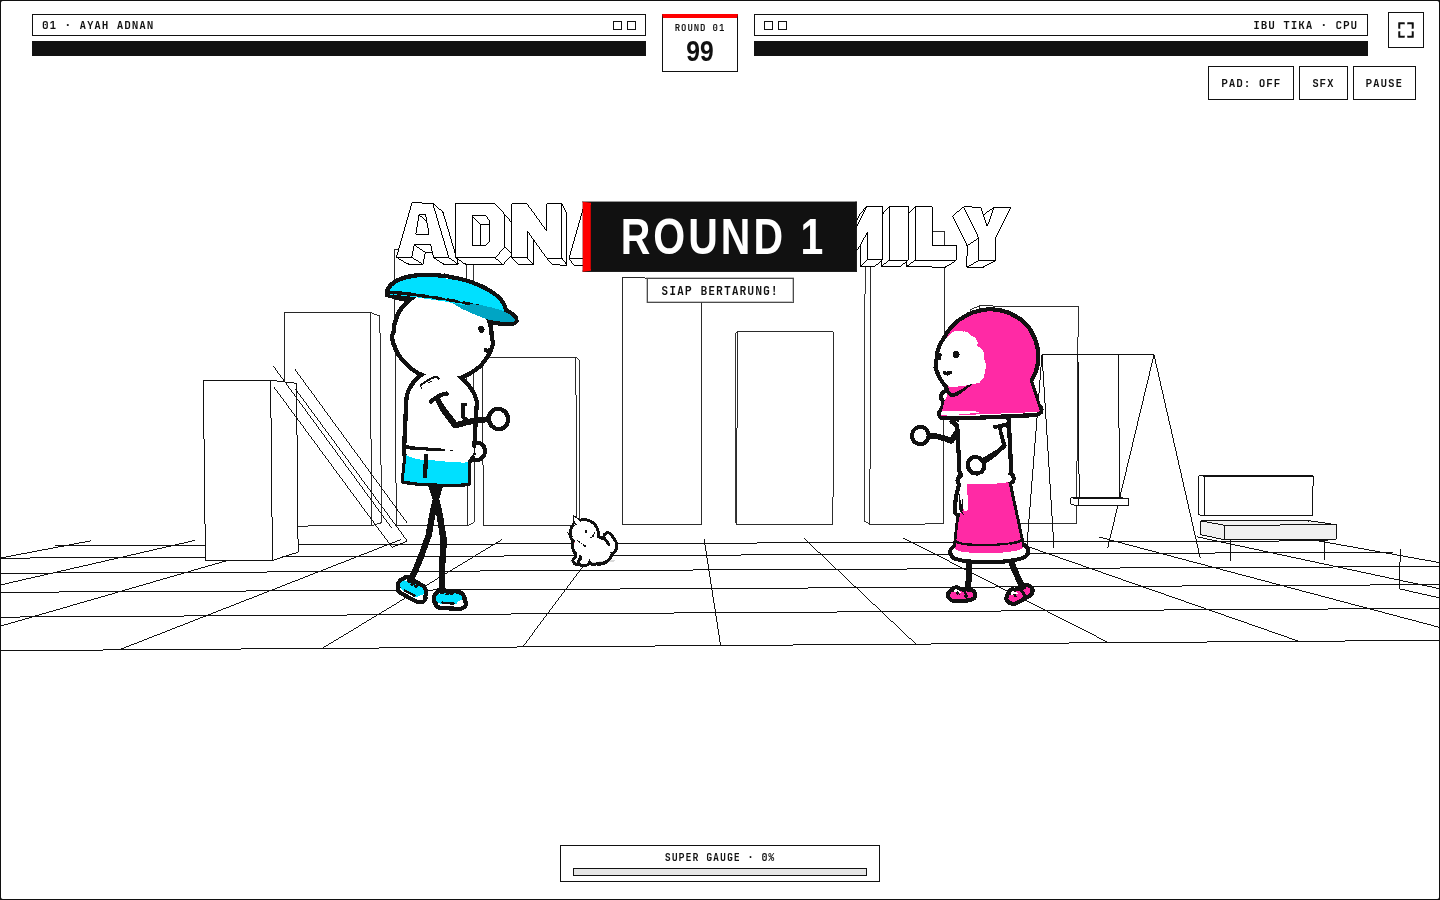 01 · AYAH ADNAN
ROUND 01
99
IBU TIKA · CPU
PAD: OFF
SFX
PAUSE
ROUND 1
SIAP BERTARUNG!
SUPER GAUGE · 0%